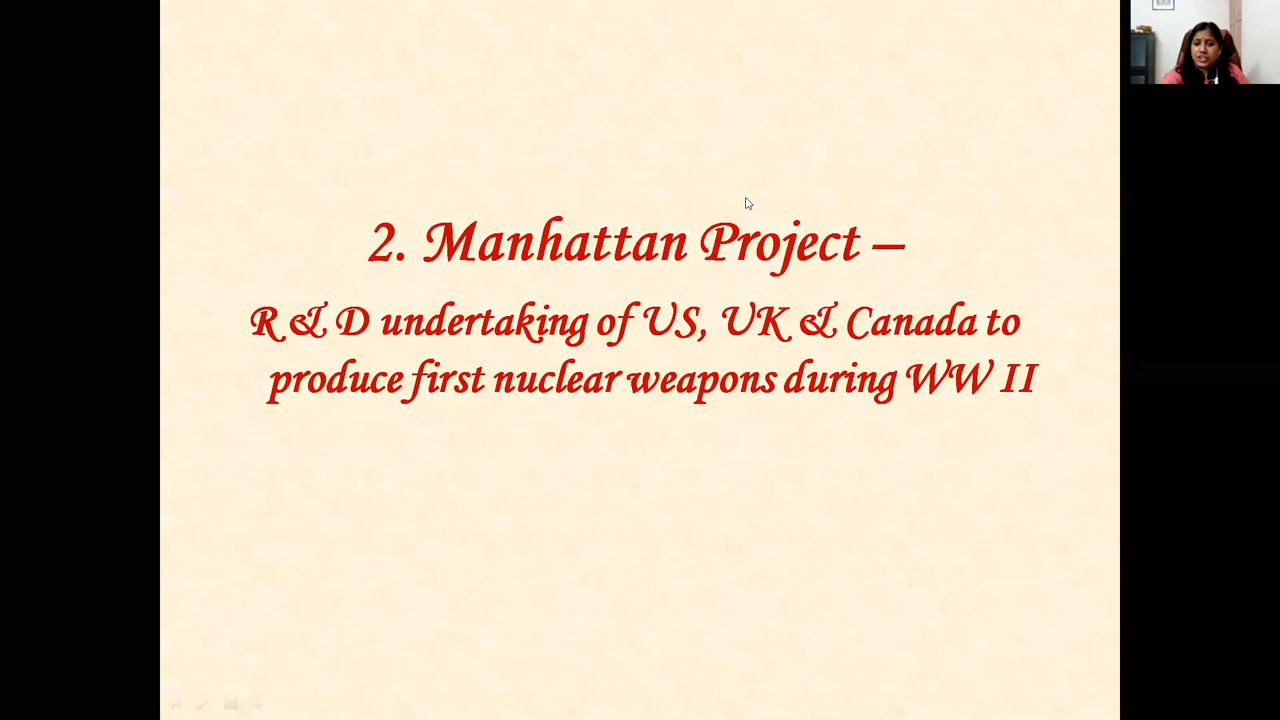 2. Manhattan Project –
R & D undertaking of US, UK & Canada to
produce first nuclear weapons during WW II